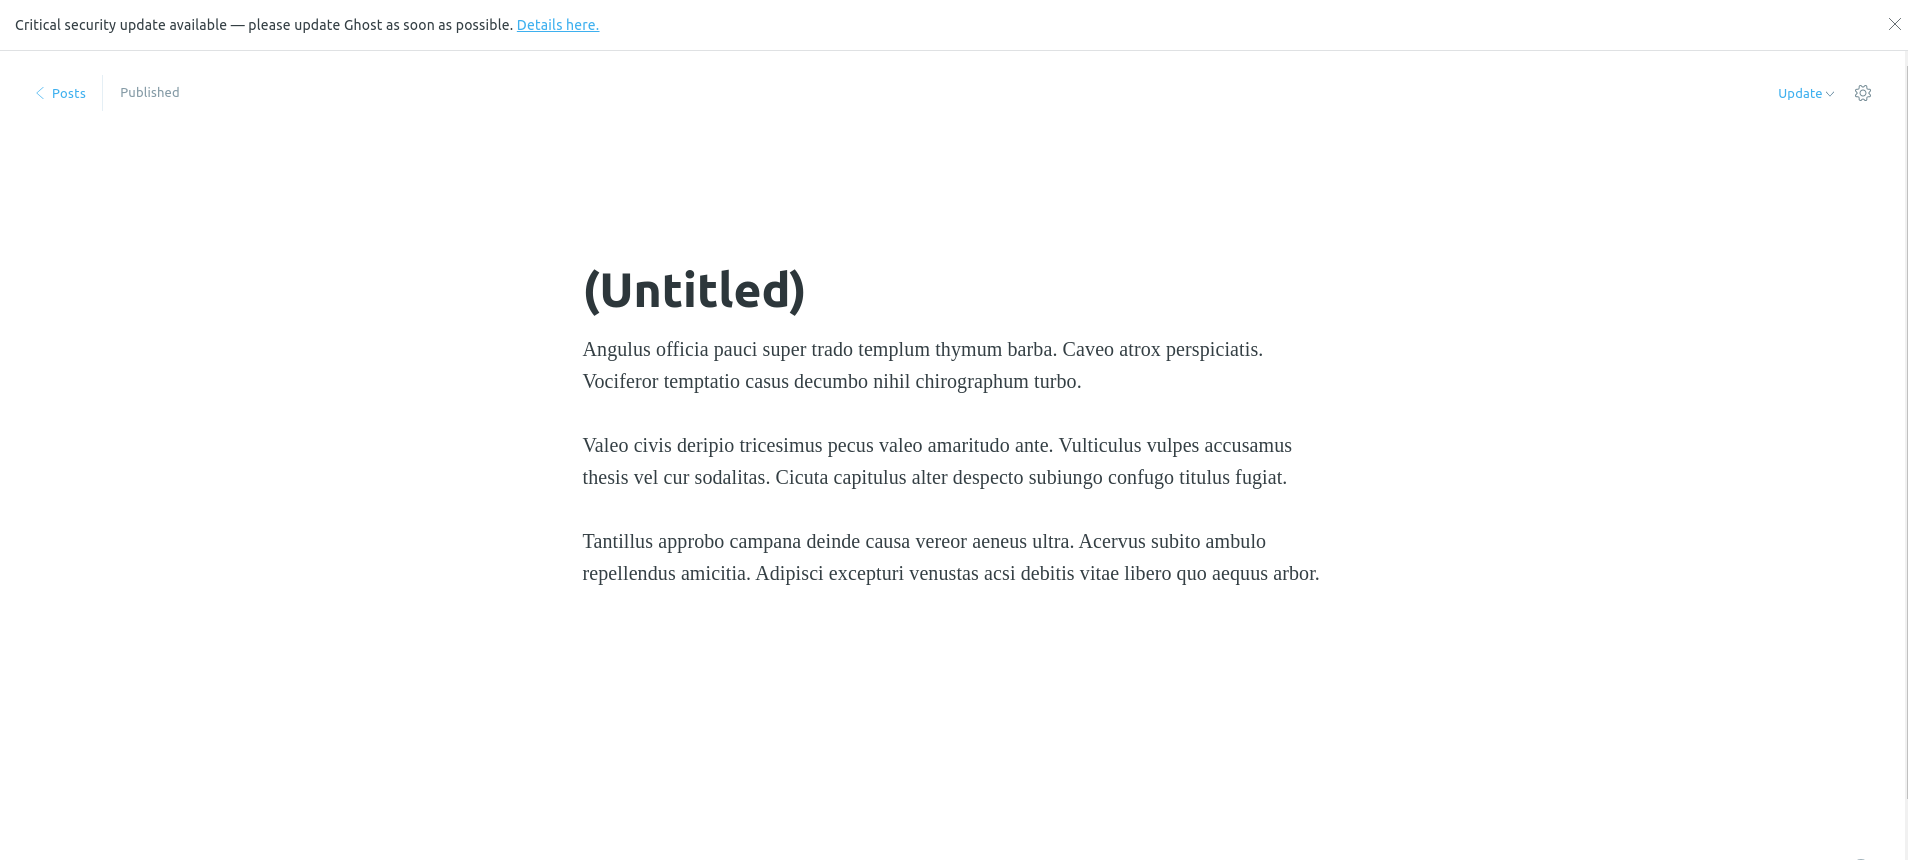 Critical security update available — please update Ghost as soon as possible. Details here.
Posts
Published
Update
(Untitled)
Angulus officia pauci super trado templum thymum barba. Caveo atrox perspiciatis.
Vociferor temptatio casus decumbo nihil chirographum turbo.
Valeo civis deripio tricesimus pecus valeo amaritudo ante. Vulticulus vulpes accusamus
thesis vel cur sodalitas. Cicuta capitulus alter despecto subiungo confugo titulus fugiat.
Tantillus approbo campana deinde causa vereor aeneus ultra. Acervus subito ambulo
repellendus amicitia. Adipisci excepturi venustas acsi debitis vitae libero quo aequus arbor.